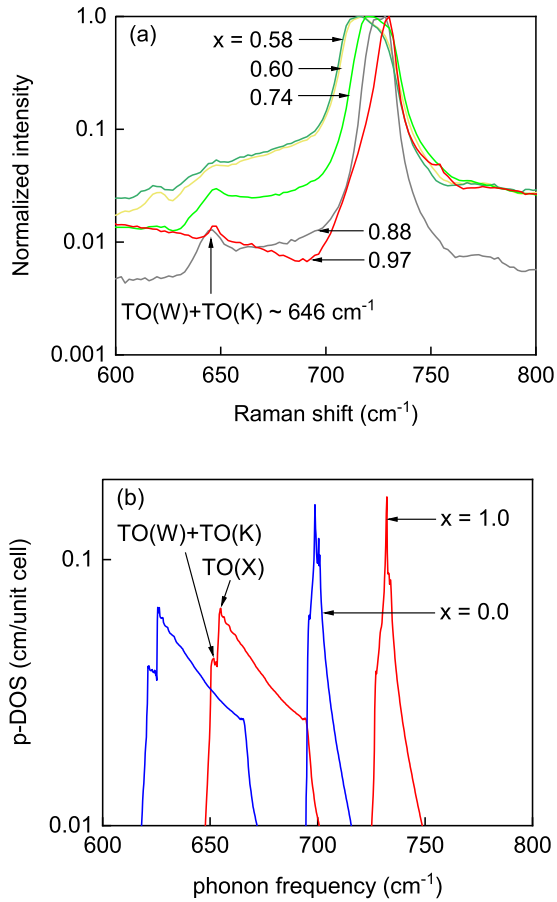 1.0
(a)
x = 0.58
0.60
0.74
0.1
0.01
0.88
0.97
TO(W)+TO(K) ~ 646 cm⁻¹
0.001
600 650 700 750 800
Raman shift (cm⁻¹)
Normalized intensity
(b)
TO(W)+TO(K)
x = 1.0
0.1
TO(X)
x = 0.0
0.01
600 650 700 750 800
phonon frequency (cm⁻¹)
p-DOS (cm/unit cell)